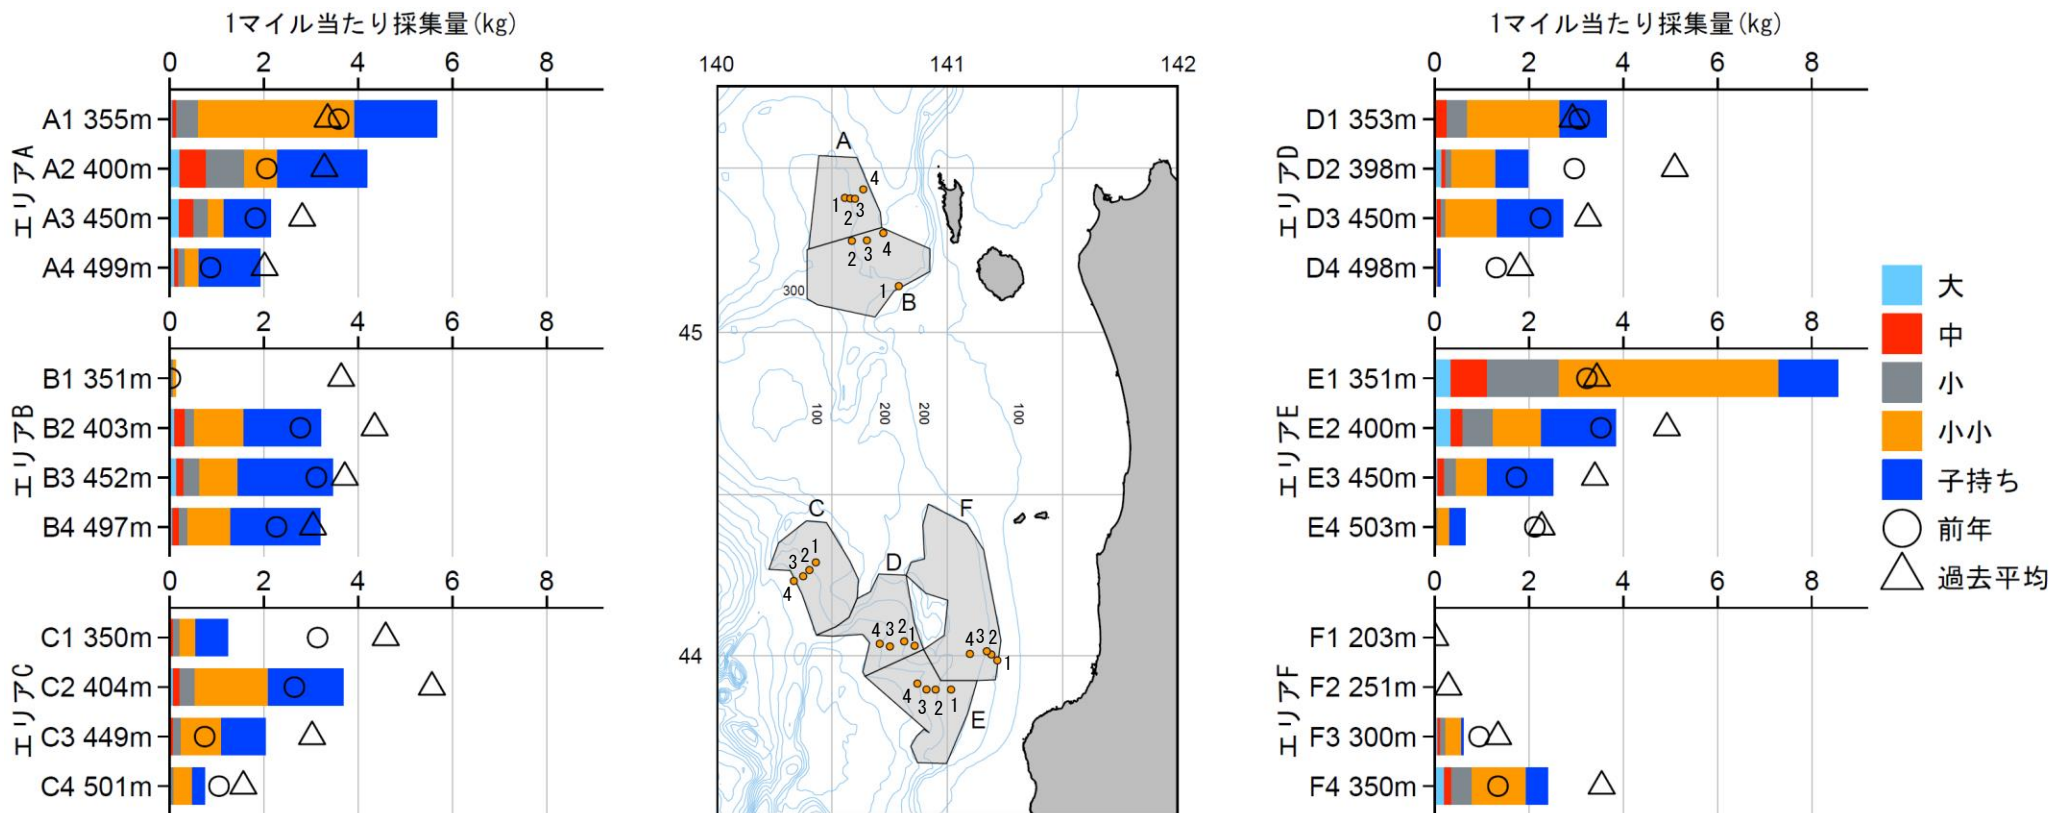 1マイル当たり採集量(kg)
0 2 4 6 8
エリアA
A1 355m
A2 400m
A3 450m
A4 499m
0 2 4 6 8
エリアB
B1 351m
B2 403m
B3 452m
B4 497m
0 2 4 6 8
エリアC
C1 350m
C2 404m
C3 449m
C4 501m
140 141 142
45
44
A
4
1 2 3
2 3 4
1
B
300
100 200 200 100
C
3 2 1
4
D
4 3 2 1
F
4 3 2
1
4 3 2 1
E
1マイル当たり採集量(kg)
0 2 4 6 8
エリアD
D1 353m
D2 398m
D3 450m
D4 498m
0 2 4 6 8
エリアE
E1 351m
E2 400m
E3 450m
E4 503m
0 2 4 6 8
エリアF
F1 203m
F2 251m
F3 300m
F4 350m
大
中
小
小小
子持ち
前年
過去平均